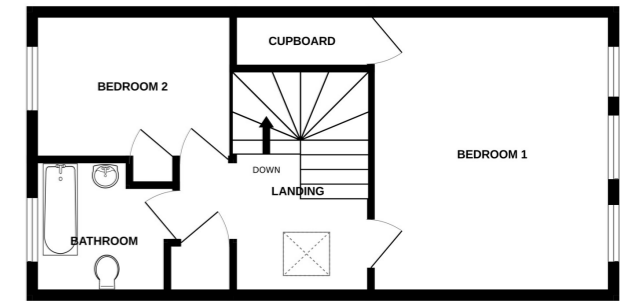 CUPBOARD
BEDROOM 2
BEDROOM 1
DOWN
LANDING
BATHROOM